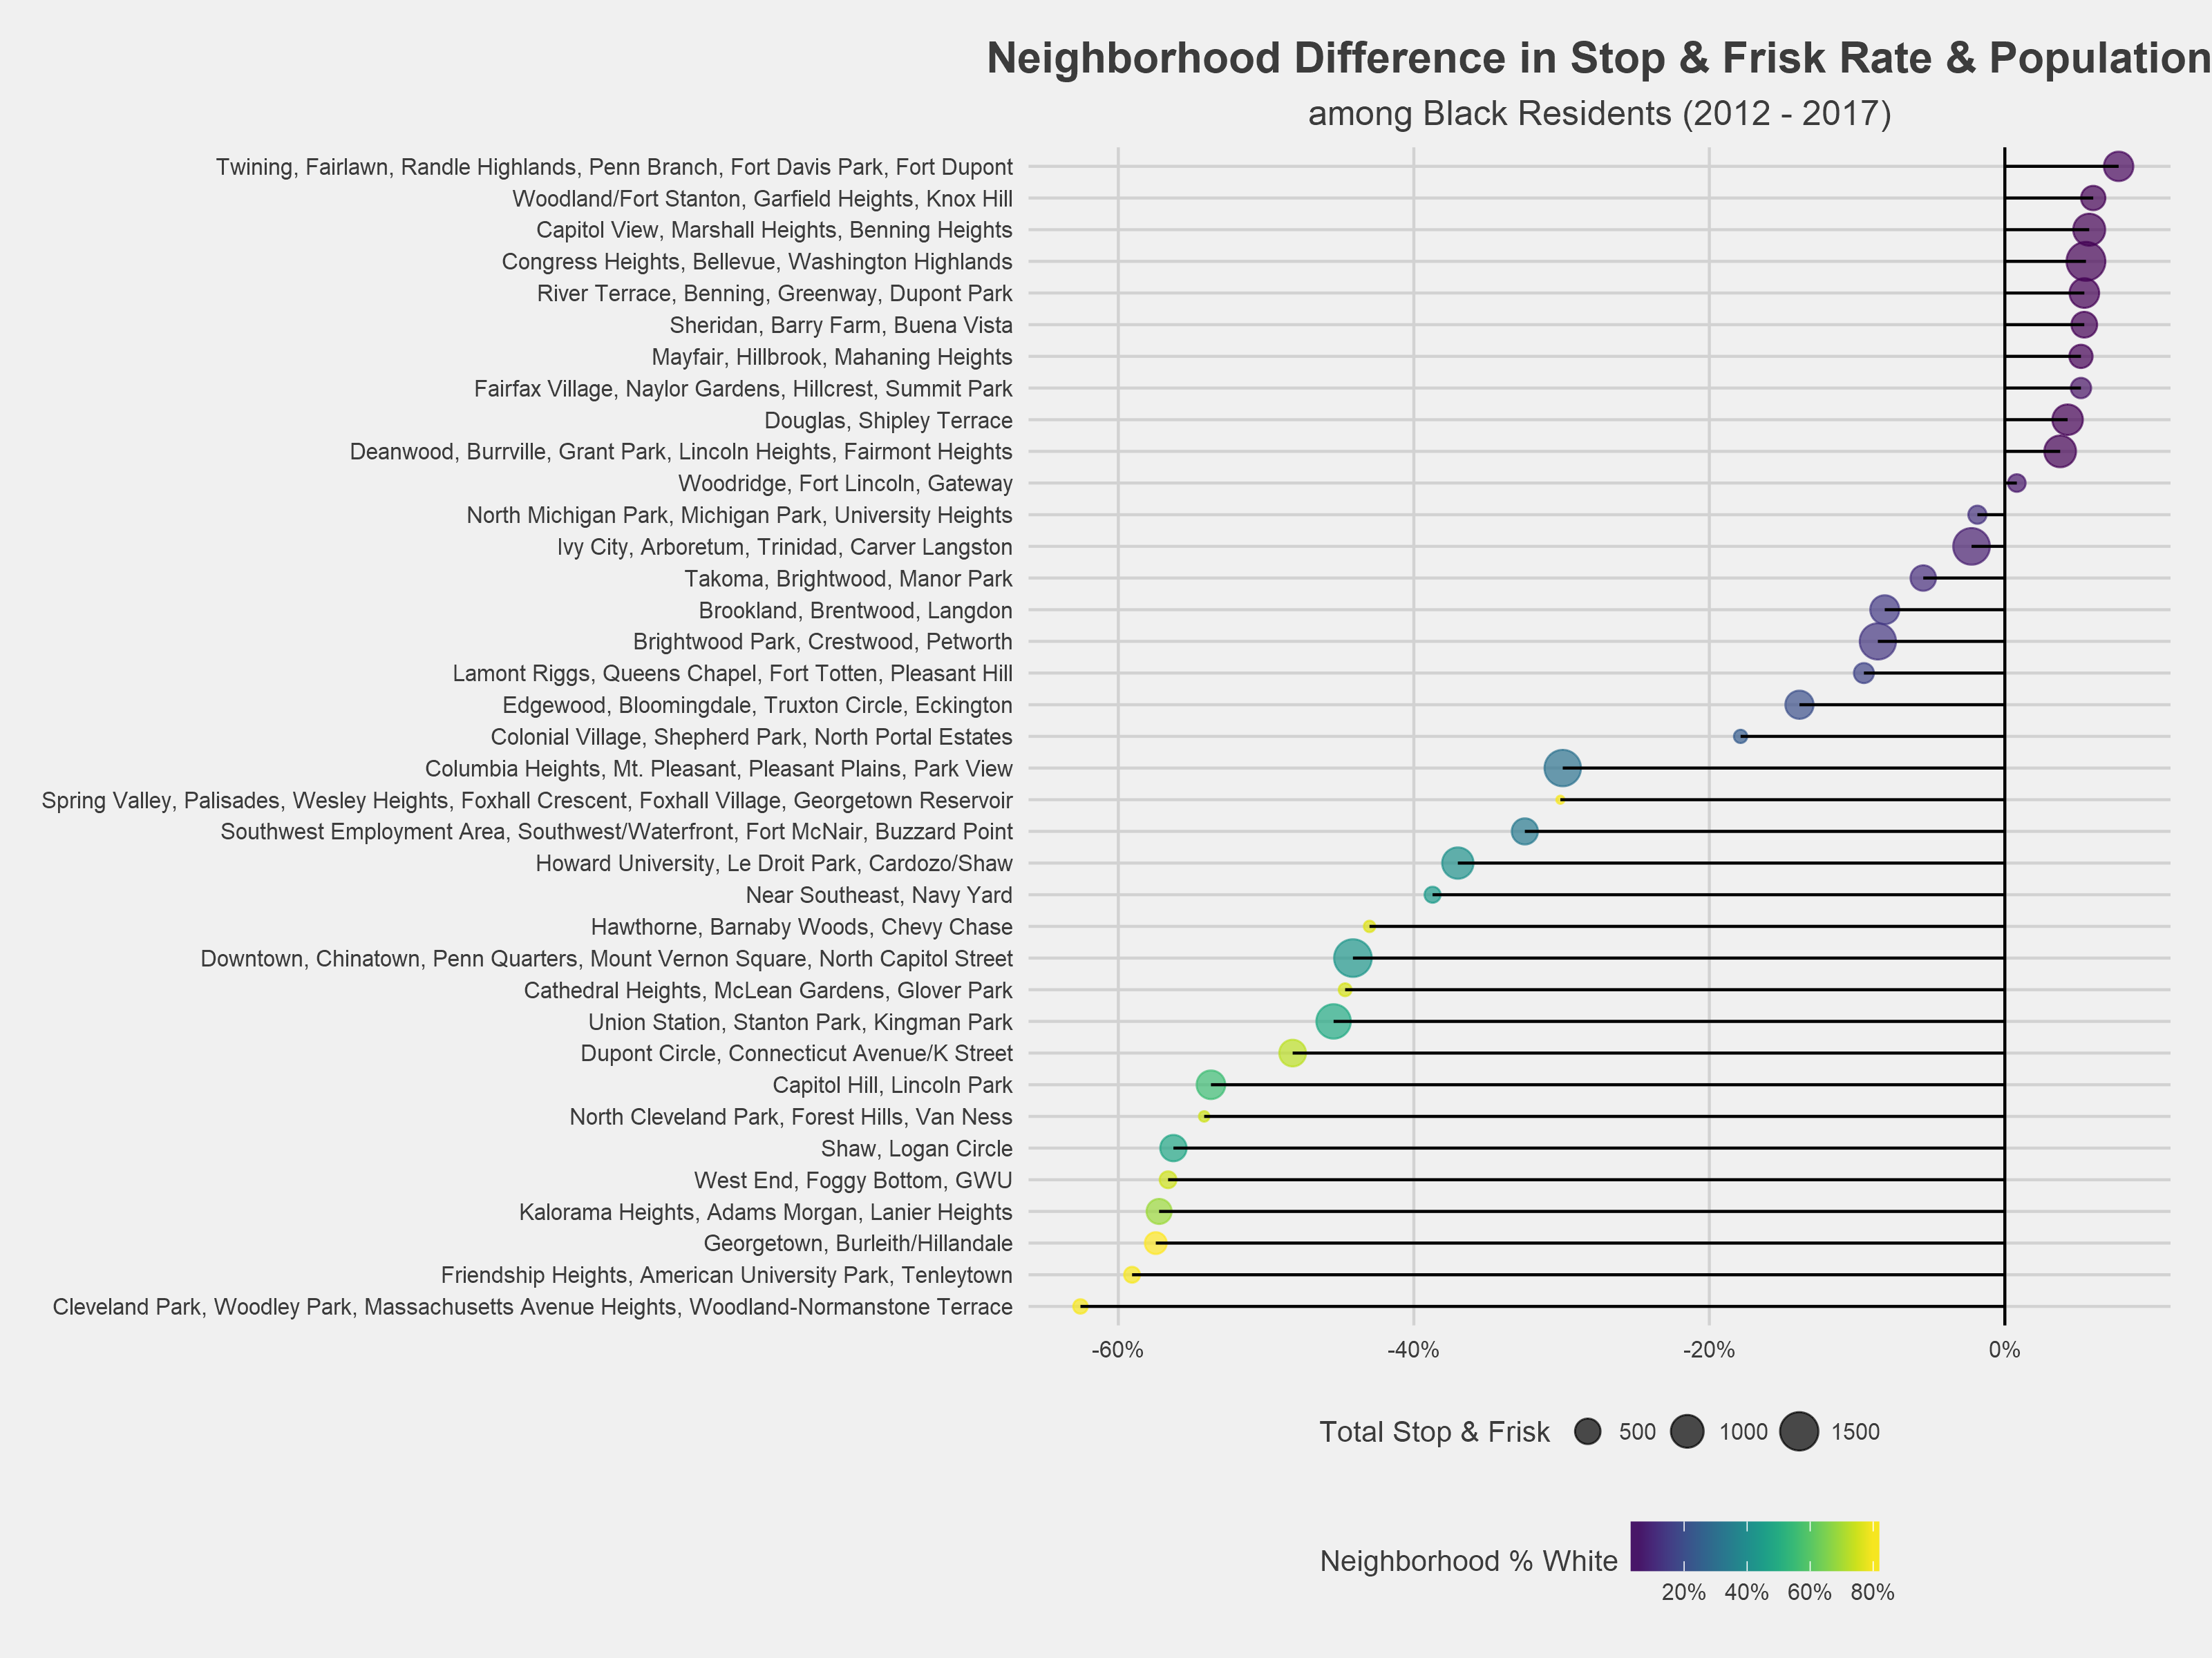 Neighborhood Difference in Stop & Frisk Rate & Population
among Black Residents (2012 - 2017)
Twining, Fairlawn, Randle Highlands, Penn Branch, Fort Davis Park, Fort Dupont
Woodland/Fort Stanton, Garfield Heights, Knox Hill
Capitol View, Marshall Heights, Benning Heights
Congress Heights, Bellevue, Washington Highlands
River Terrace, Benning, Greenway, Dupont Park
Sheridan, Barry Farm, Buena Vista
Mayfair, Hillbrook, Mahaning Heights
Fairfax Village, Naylor Gardens, Hillcrest, Summit Park
Douglas, Shipley Terrace
Deanwood, Burrville, Grant Park, Lincoln Heights, Fairmont Heights
Woodridge, Fort Lincoln, Gateway
North Michigan Park, Michigan Park, University Heights
Ivy City, Arboretum, Trinidad, Carver Langston
Takoma, Brightwood, Manor Park
Brookland, Brentwood, Langdon
Brightwood Park, Crestwood, Petworth
Lamont Riggs, Queens Chapel, Fort Totten, Pleasant Hill
Edgewood, Bloomingdale, Truxton Circle, Eckington
Colonial Village, Shepherd Park, North Portal Estates
Columbia Heights, Mt. Pleasant, Pleasant Plains, Park View
Spring Valley, Palisades, Wesley Heights, Foxhall Crescent, Foxhall Village, Georgetown Reservoir
Southwest Employment Area, Southwest/Waterfront, Fort McNair, Buzzard Point
Howard University, Le Droit Park, Cardozo/Shaw
Near Southeast, Navy Yard
Hawthorne, Barnaby Woods, Chevy Chase
Downtown, Chinatown, Penn Quarters, Mount Vernon Square, North Capitol Street
Cathedral Heights, McLean Gardens, Glover Park
Union Station, Stanton Park, Kingman Park
Dupont Circle, Connecticut Avenue/K Street
Capitol Hill, Lincoln Park
North Cleveland Park, Forest Hills, Van Ness
Shaw, Logan Circle
West End, Foggy Bottom, GWU
Kalorama Heights, Adams Morgan, Lanier Heights
Georgetown, Burleith/Hillandale
Friendship Heights, American University Park, Tenleytown
Cleveland Park, Woodley Park, Massachusetts Avenue Heights, Woodland-Normanstone Terrace
-60% -40% -20% 0%
Total Stop & Frisk 500 1000 1500
Neighborhood % White
20% 40% 60% 80%